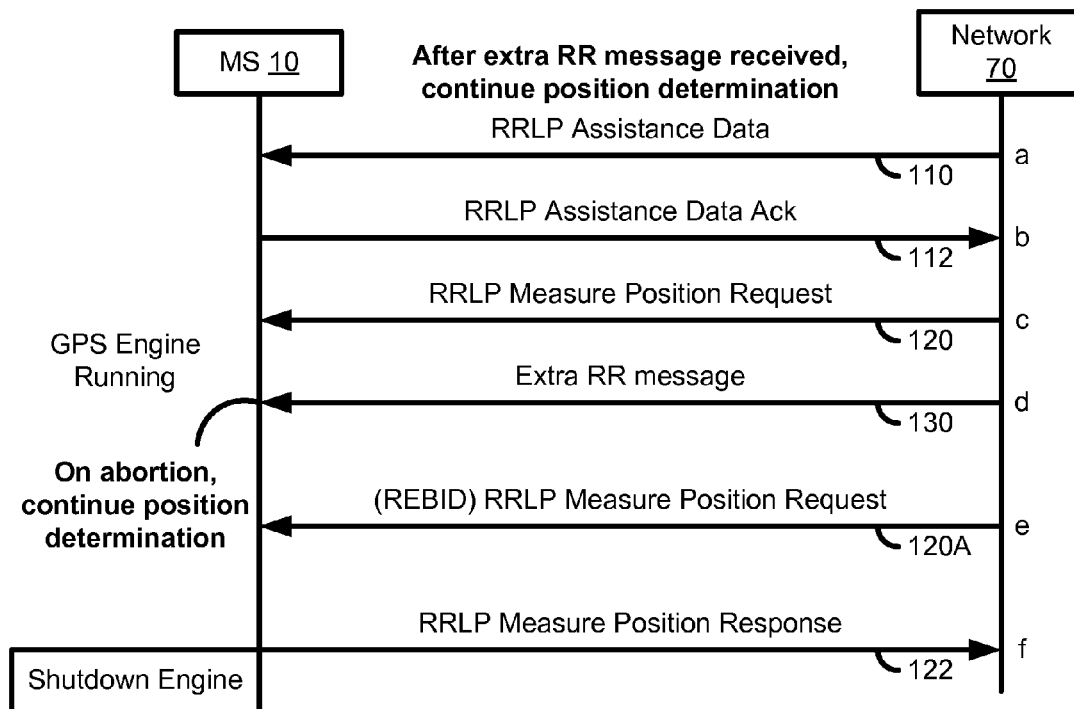 MS 10
After extra RR message received,
continue position determination
Network
70
RRLP Assistance Data
a
110
RRLP Assistance Data Ack
b
112
RRLP Measure Position Request
c
120
GPS Engine
Running
Extra RR message
d
130
On abortion,
continue position
determination
(REBID) RRLP Measure Position Request
e
120A
RRLP Measure Position Response
f
122
Shutdown Engine